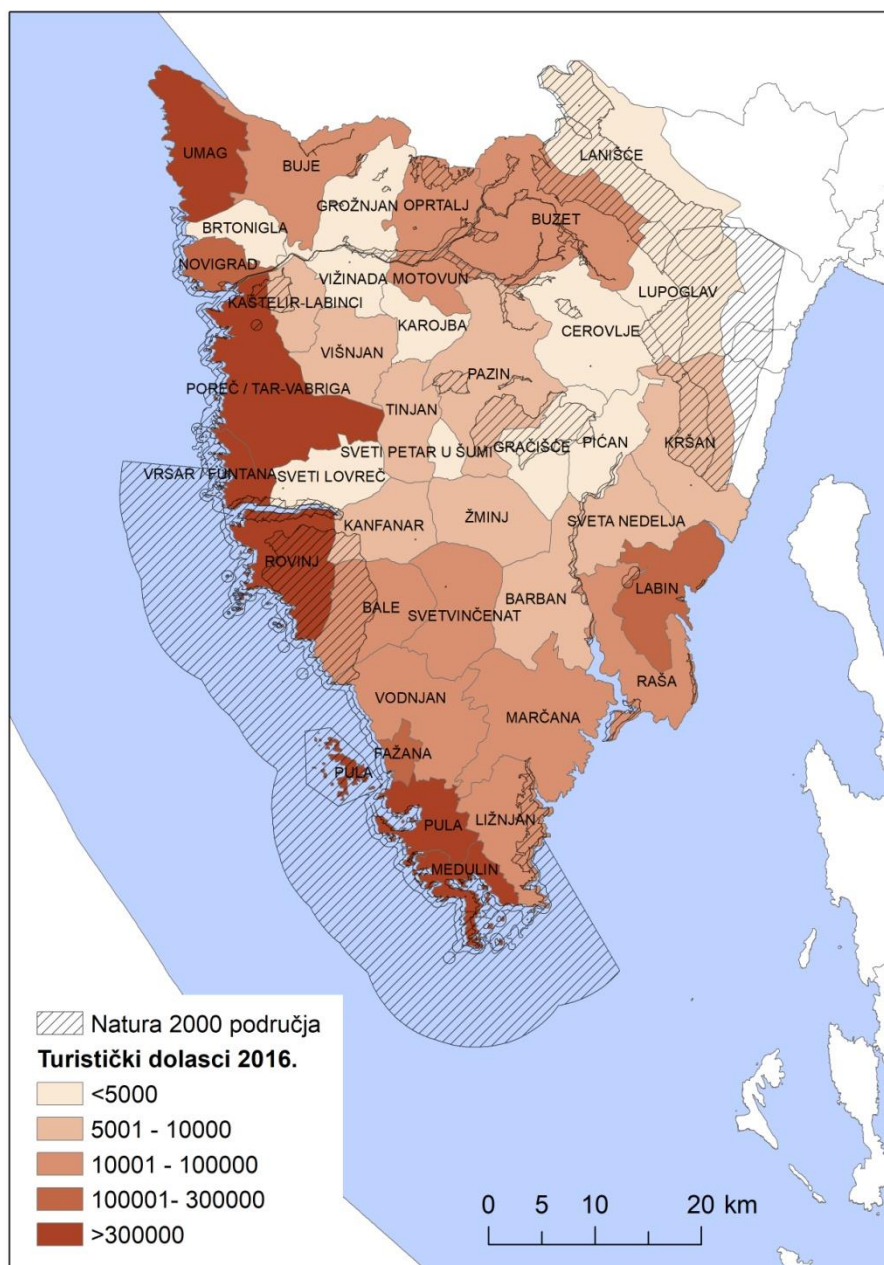 UMAG
BUJE
LANIŠĆE
GROŽNJAN
OPRTALJ
BUZET
BRTONIGLA
NOVIGRAD
VIŽINADA
MOTOVUN
LUPOGLAV
KAŠTELIR-LABINCI
KAROJBA
CEROVLJE
VIŠNJAN
PAZIN
POREČ / TAR-VABRIGA
TINJAN
SVETI PETAR U ŠUMI
GRAČIŠĆE
PIĆAN
KRŠAN
VRSAR / FUNTANA
SVETI LOVREČ
KANFANAR
ŽMINJ
SVETA NEDELJA
ROVINJ
LABIN
BALE
SVETVINČENAT
BARBAN
RAŠA
VODNJAN
MARČANA
FAŽANA
PULA
PULA
LIŽNJAN
MEDULIN
Natura 2000 područja
Turistički dolasci 2016.
<5000
5001 - 10000
10001 - 100000
100001- 300000
>300000
0 5 10 20 km